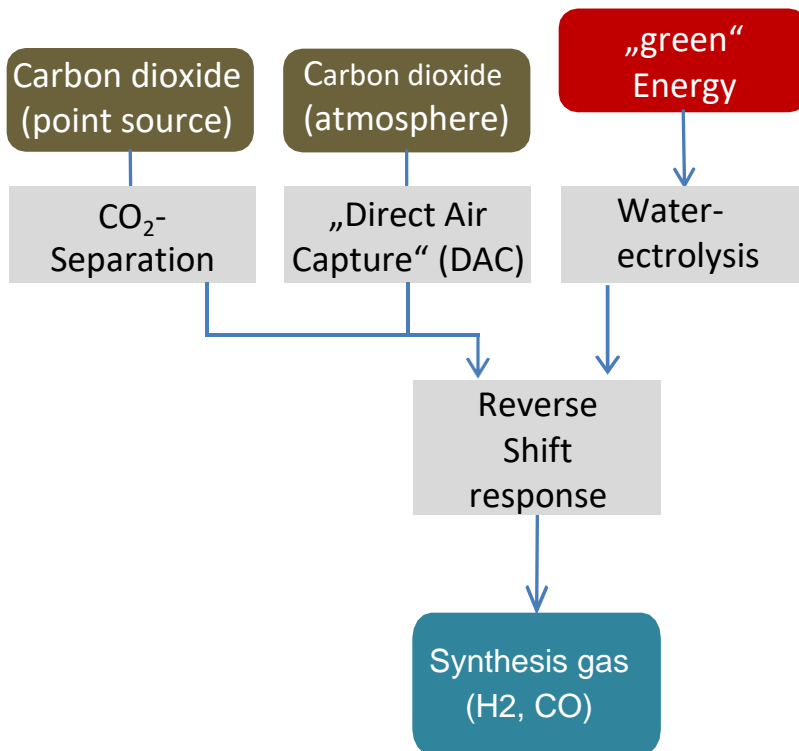 Carbon dioxide
(point source)
Carbon dioxide
(atmosphere)
„green“
Energy
CO₂-
Separation
„Direct Air
Capture“ (DAC)
Water-
ectrolysis
Reverse
Shift
response
Synthesis gas
(H2, CO)